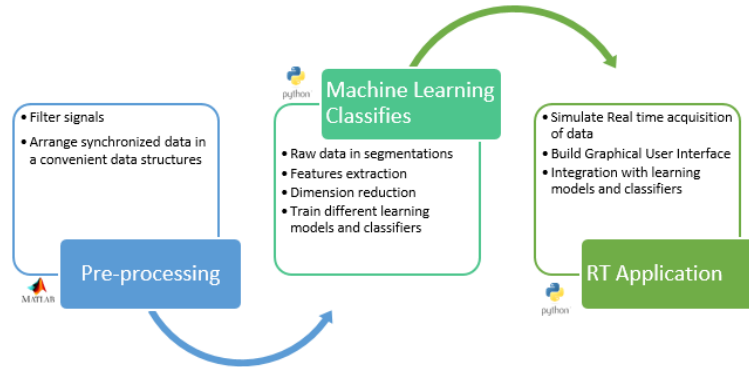 • Filter signals
• Arrange synchronized data in
a convenient data structures
MATLAB
Pre-processing
python
Machine Learning
Classifies
• Raw data in segmentations
• Features extraction
• Dimension reduction
• Train different learning
models and classifiers
• Simulate Real time acquisition
of data
• Build Graphical User Interface
• Integration with learning
models and classifiers
RT Application
python